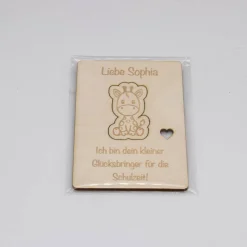 Liebe Sophia
Ich bin dein kleiner
Glücksbringer für die
Schulzeit!